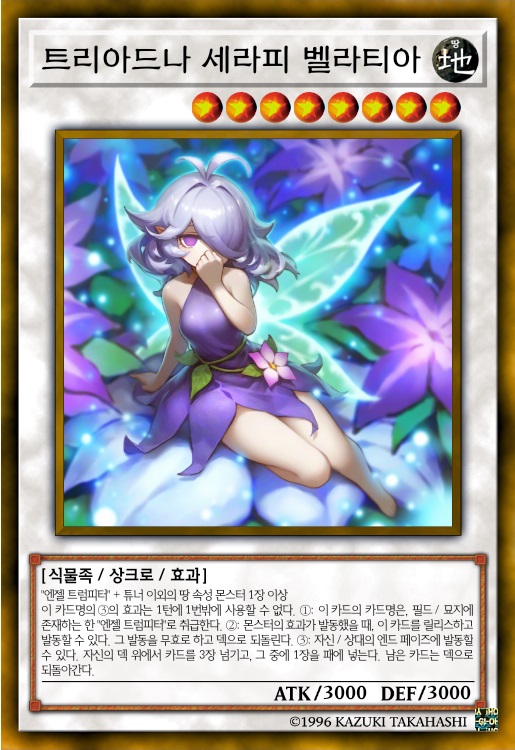 트리아드나 세라피 벨라티아
땅
地
[식물족 / 싱크로 / 효과]
"엔젤 트럼피터" + 튜너 이외의 땅 속성 몬스터 1장 이상
이 카드명의 ③의 효과는 1턴에 1번밖에 사용할 수 없다. ①: 이 카드의 카드명은, 필드 / 묘지에
존재하는 한 "엔젤 트럼피터"로 취급한다. ②: 몬스터의 효과가 발동했을 때, 이 카드를 릴리스하고
발동할 수 있다. 그 발동을 무효로 하고 덱으로 되돌린다. ③: 자신 / 상대의 엔드 페이즈에 발동할
수 있다. 자신의 덱 위에서 카드를 3장 넘기고, 그 중에 1장을 패에 넣는다. 남은 카드는 덱으로
되돌아간다.
ATK/3000 DEF/3000
©1996 KAZUKI TAKAHASHI